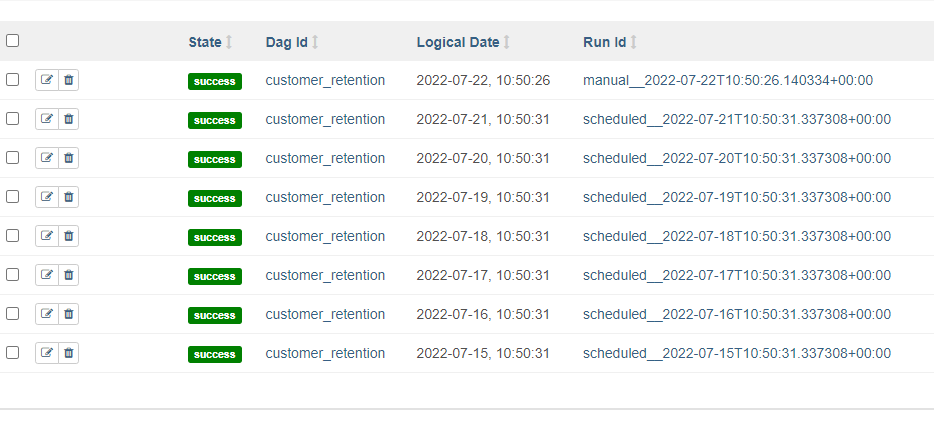 State Dag Id Logical Date Run Id
success customer_retention 2022-07-22, 10:50:26 manual__2022-07-22T10:50:26.140334+00:00
success customer_retention 2022-07-21, 10:50:31 scheduled__2022-07-21T10:50:31.337308+00:00
success customer_retention 2022-07-20, 10:50:31 scheduled__2022-07-20T10:50:31.337308+00:00
success customer_retention 2022-07-19, 10:50:31 scheduled__2022-07-19T10:50:31.337308+00:00
success customer_retention 2022-07-18, 10:50:31 scheduled__2022-07-18T10:50:31.337308+00:00
success customer_retention 2022-07-17, 10:50:31 scheduled__2022-07-17T10:50:31.337308+00:00
success customer_retention 2022-07-16, 10:50:31 scheduled__2022-07-16T10:50:31.337308+00:00
success customer_retention 2022-07-15, 10:50:31 scheduled__2022-07-15T10:50:31.337308+00:00